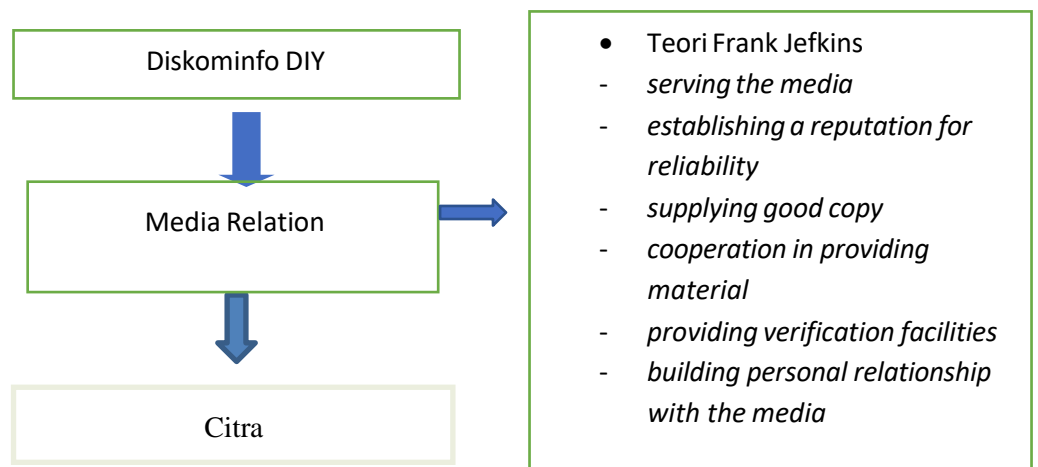 Diskominfo DIY
Media Relation
Citra
• Teori Frank Jefkins
- serving the media
- establishing a reputation for
reliability
- supplying good copy
- cooperation in providing
material
- providing verification facilities
- building personal relationship
with the media